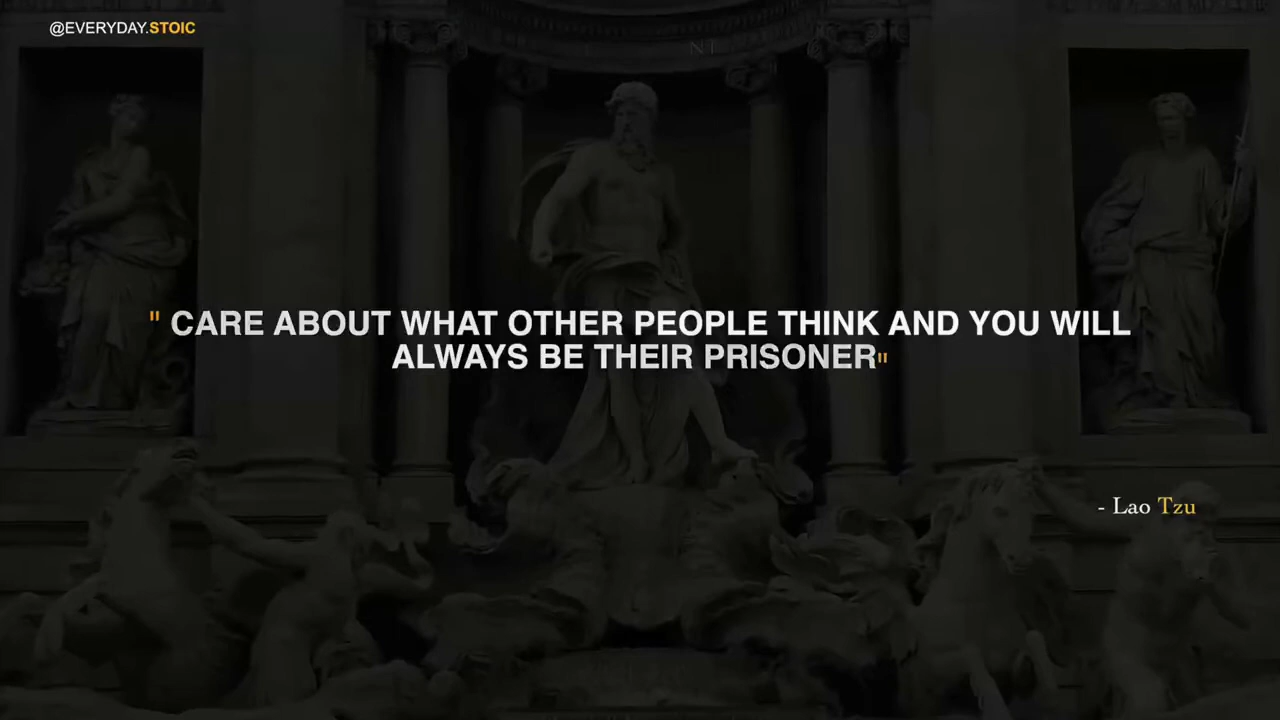 @EVERYDAY.STOIC
" CARE ABOUT WHAT OTHER PEOPLE THINK AND YOU WILL
ALWAYS BE THEIR PRISONER"
- Lao Tzu